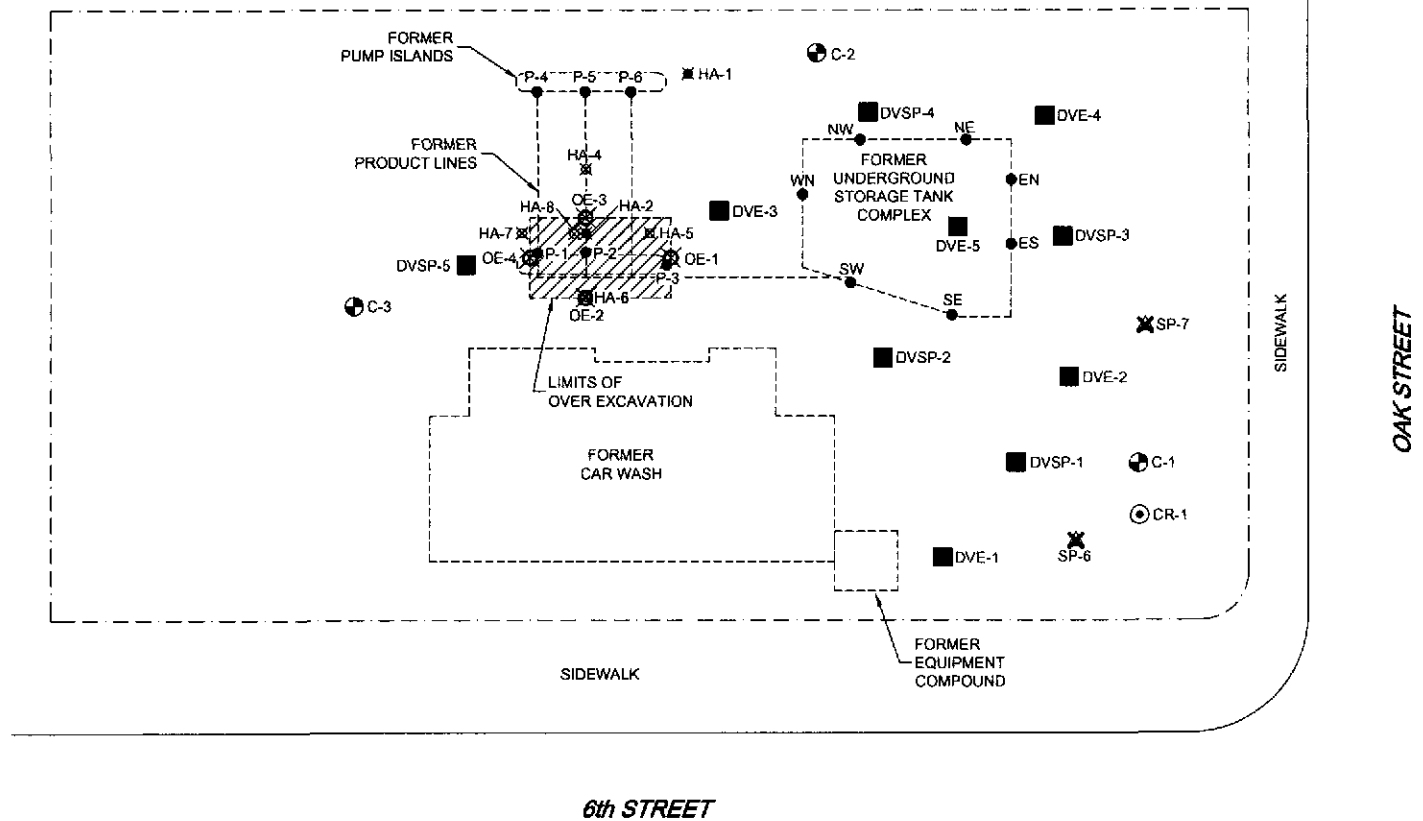 FORMER
PUMP ISLANDS
P-4
P-5
P-6
HA-1
C-2
DVSP-4
DVE-4
NW
NE
FORMER
PRODUCT LINES
HA-4
FORMER
UNDERGROUND
STORAGE TANK
COMPLEX
WN
EN
OE-3
HA-8
HA-2
DVE-3
HA-7
HA-5
DVE-5
ES
DVSP-3
DVSP-5
OE-4
P-1
P-2
OE-1
P-3
SW
HA-6
OE-2
C-3
SE
SP-7
SIDEWALK
OAK STREET
DVSP-2
DVE-2
LIMITS OF
OVER EXCAVATION
FORMER
CAR WASH
DVSP-1
C-1
CR-1
DVE-1
SP-6
FORMER
EQUIPMENT
COMPOUND
SIDEWALK
6th STREET